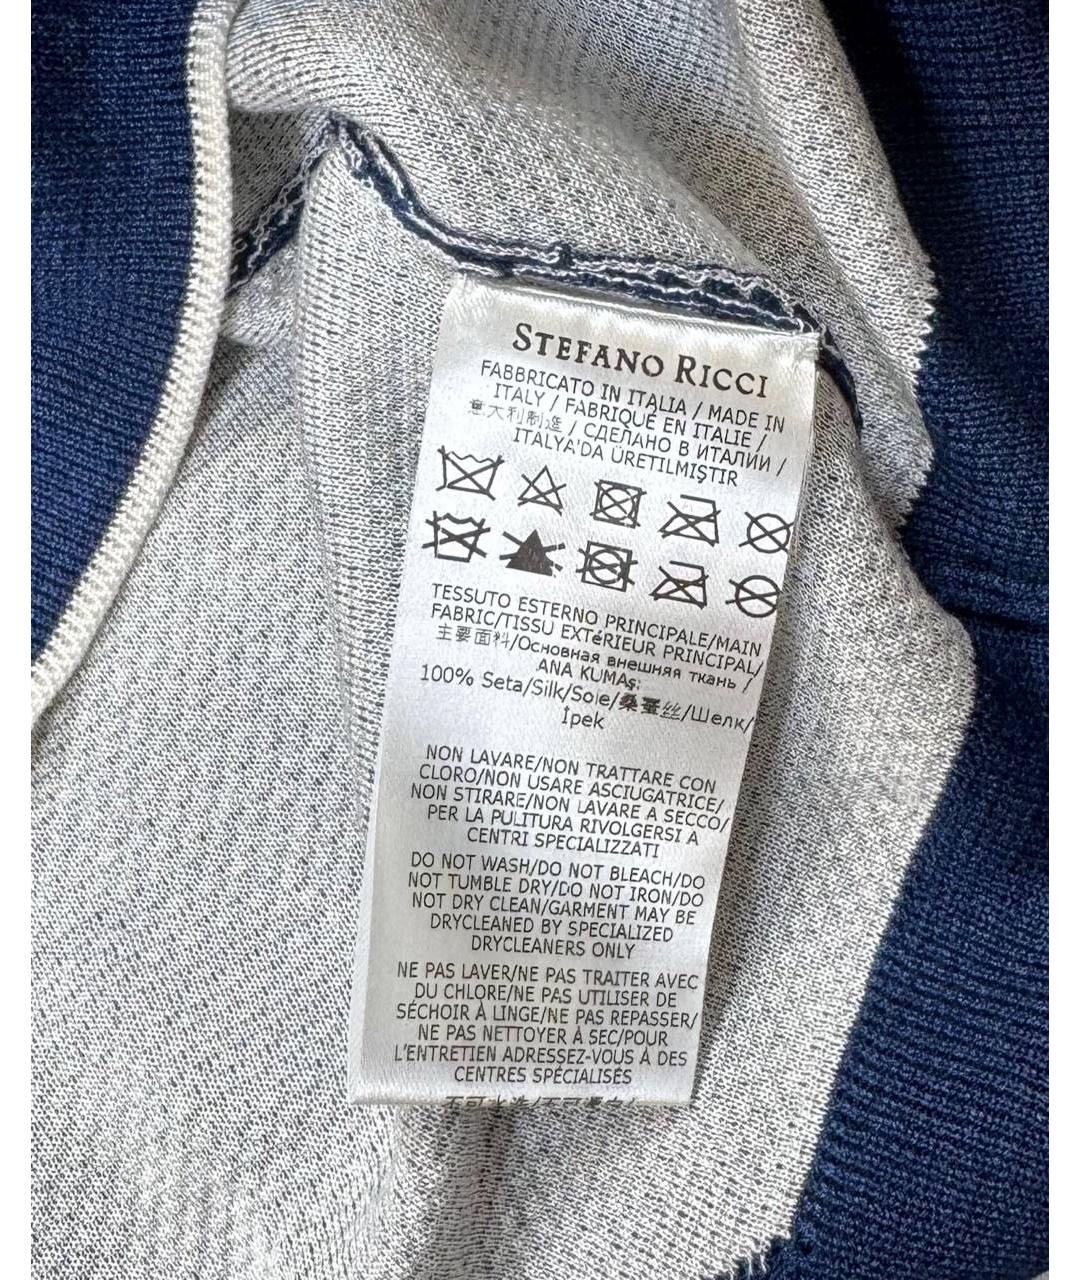 STEFANO RICCI
FABBRICATO IN ITALIA / MADE IN
ITALY / FABRIQUÉ EN ITALIE /
意大利制造 / СДЕЛАНО В ИТАЛИИ /
ITALYA'DA ÜRETILMIŞTIR
TESSUTO ESTERNO PRINCIPALE/MAIN
FABRIC/TISSU EXTéRIEUR PRINCIPAL/
主要面料/Основная внешняя ткань /
ANA KUMAş:
100% Seta/Silk/Soie/桑蚕丝/Шелк/
İpek
NON LAVARE/NON TRATTARE CON
CLORO/NON USARE ASCIUGATRICE/
NON STIRARE/NON LAVARE A SECCO/
PER LA PULITURA RIVOLGERSI A
CENTRI SPECIALIZZATI
DO NOT WASH/DO NOT BLEACH/DO
NOT TUMBLE DRY/DO NOT IRON/DO
NOT DRY CLEAN/GARMENT MAY BE
DRYCLEANED BY SPECIALIZED
DRYCLEANERS ONLY
NE PAS LAVER/NE PAS TRAITER AVEC
DU CHLORE/NE PAS UTILISER DE
SÉCHOIR À LINGE/NE PAS REPASSER/
NE PAS NETTOYER À SEC/POUR
L'ENTRETIEN ADRESSEZ-VOUS À DES
CENTRES SPÉCIALISÉS